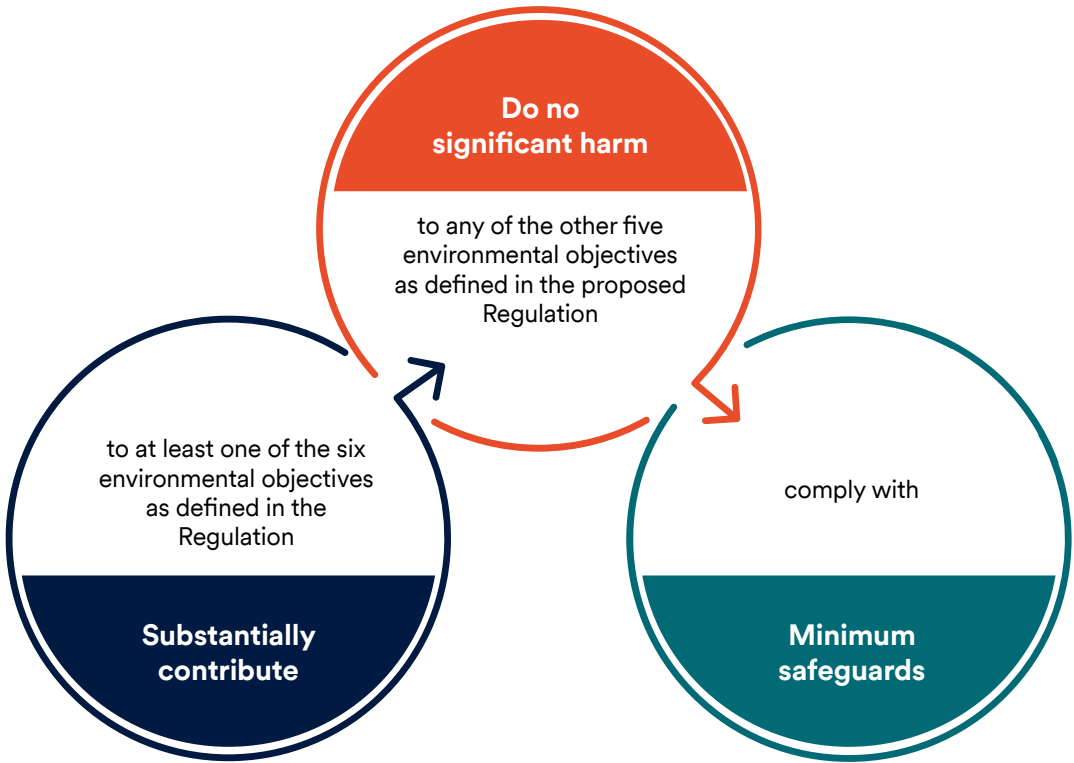 Do no
significant harm
to any of the other five
environmental objectives
as defined in the proposed
Regulation
to at least one of the six
environmental objectives
as defined in the
Regulation
Substantially
contribute
comply with
Minimum
safeguards